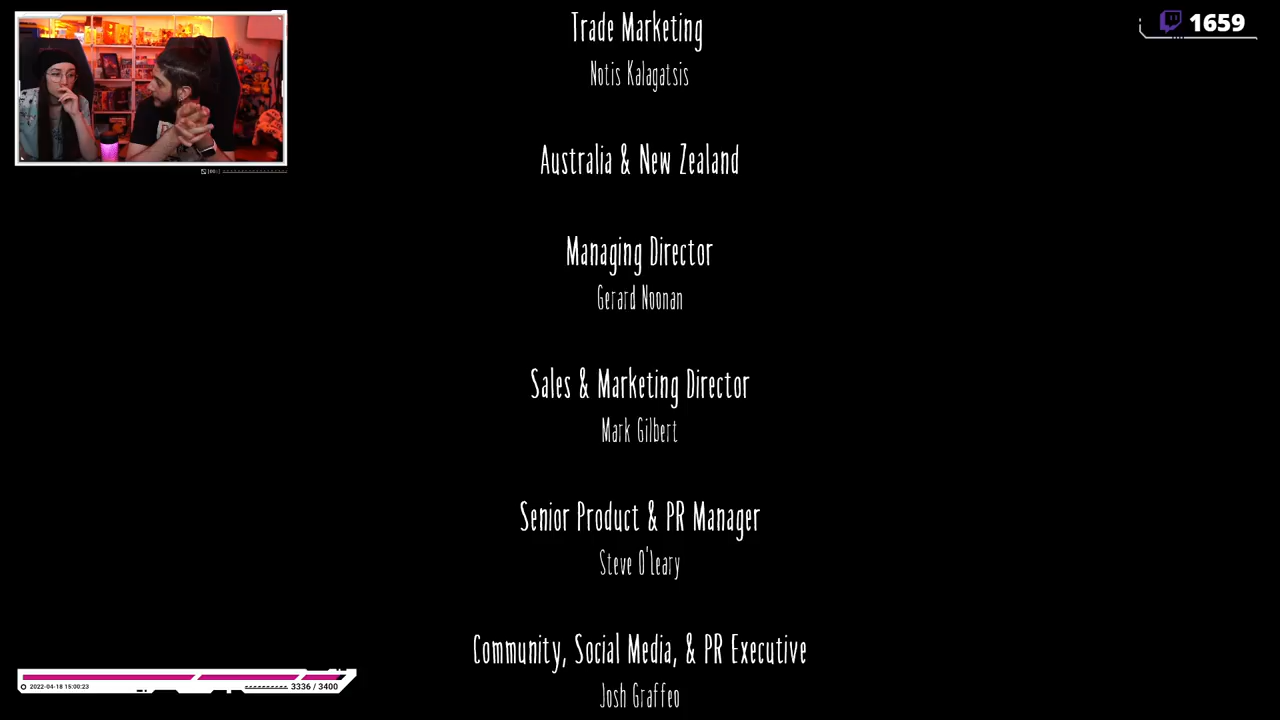 Trade Marketing
Notis Kalagatsis
1659
Australia & New Zealand
Managing Director
Gerard Noonan
Sales & Marketing Director
Mark Gilbert
Senior Product & PR Manager
Steve O'Leary
Community, Social Media, & PR Executive
Josh Graffeo
2022-04-18 15:00:23
3336 / 3400